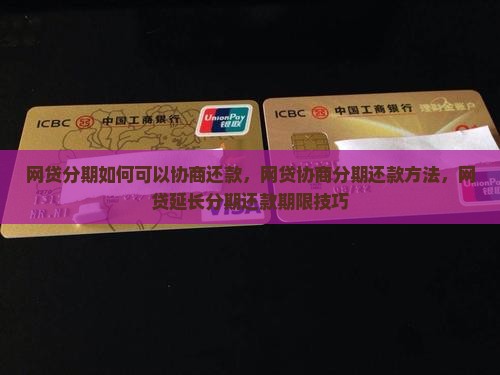 ICBC 中国工商银行
UnionPay
银联
ICBC 中国工商银行 理财金账户
网贷分期如何可以协商还款，网贷协商分期还款方法，网
贷延长分期还款期限技巧
VISA